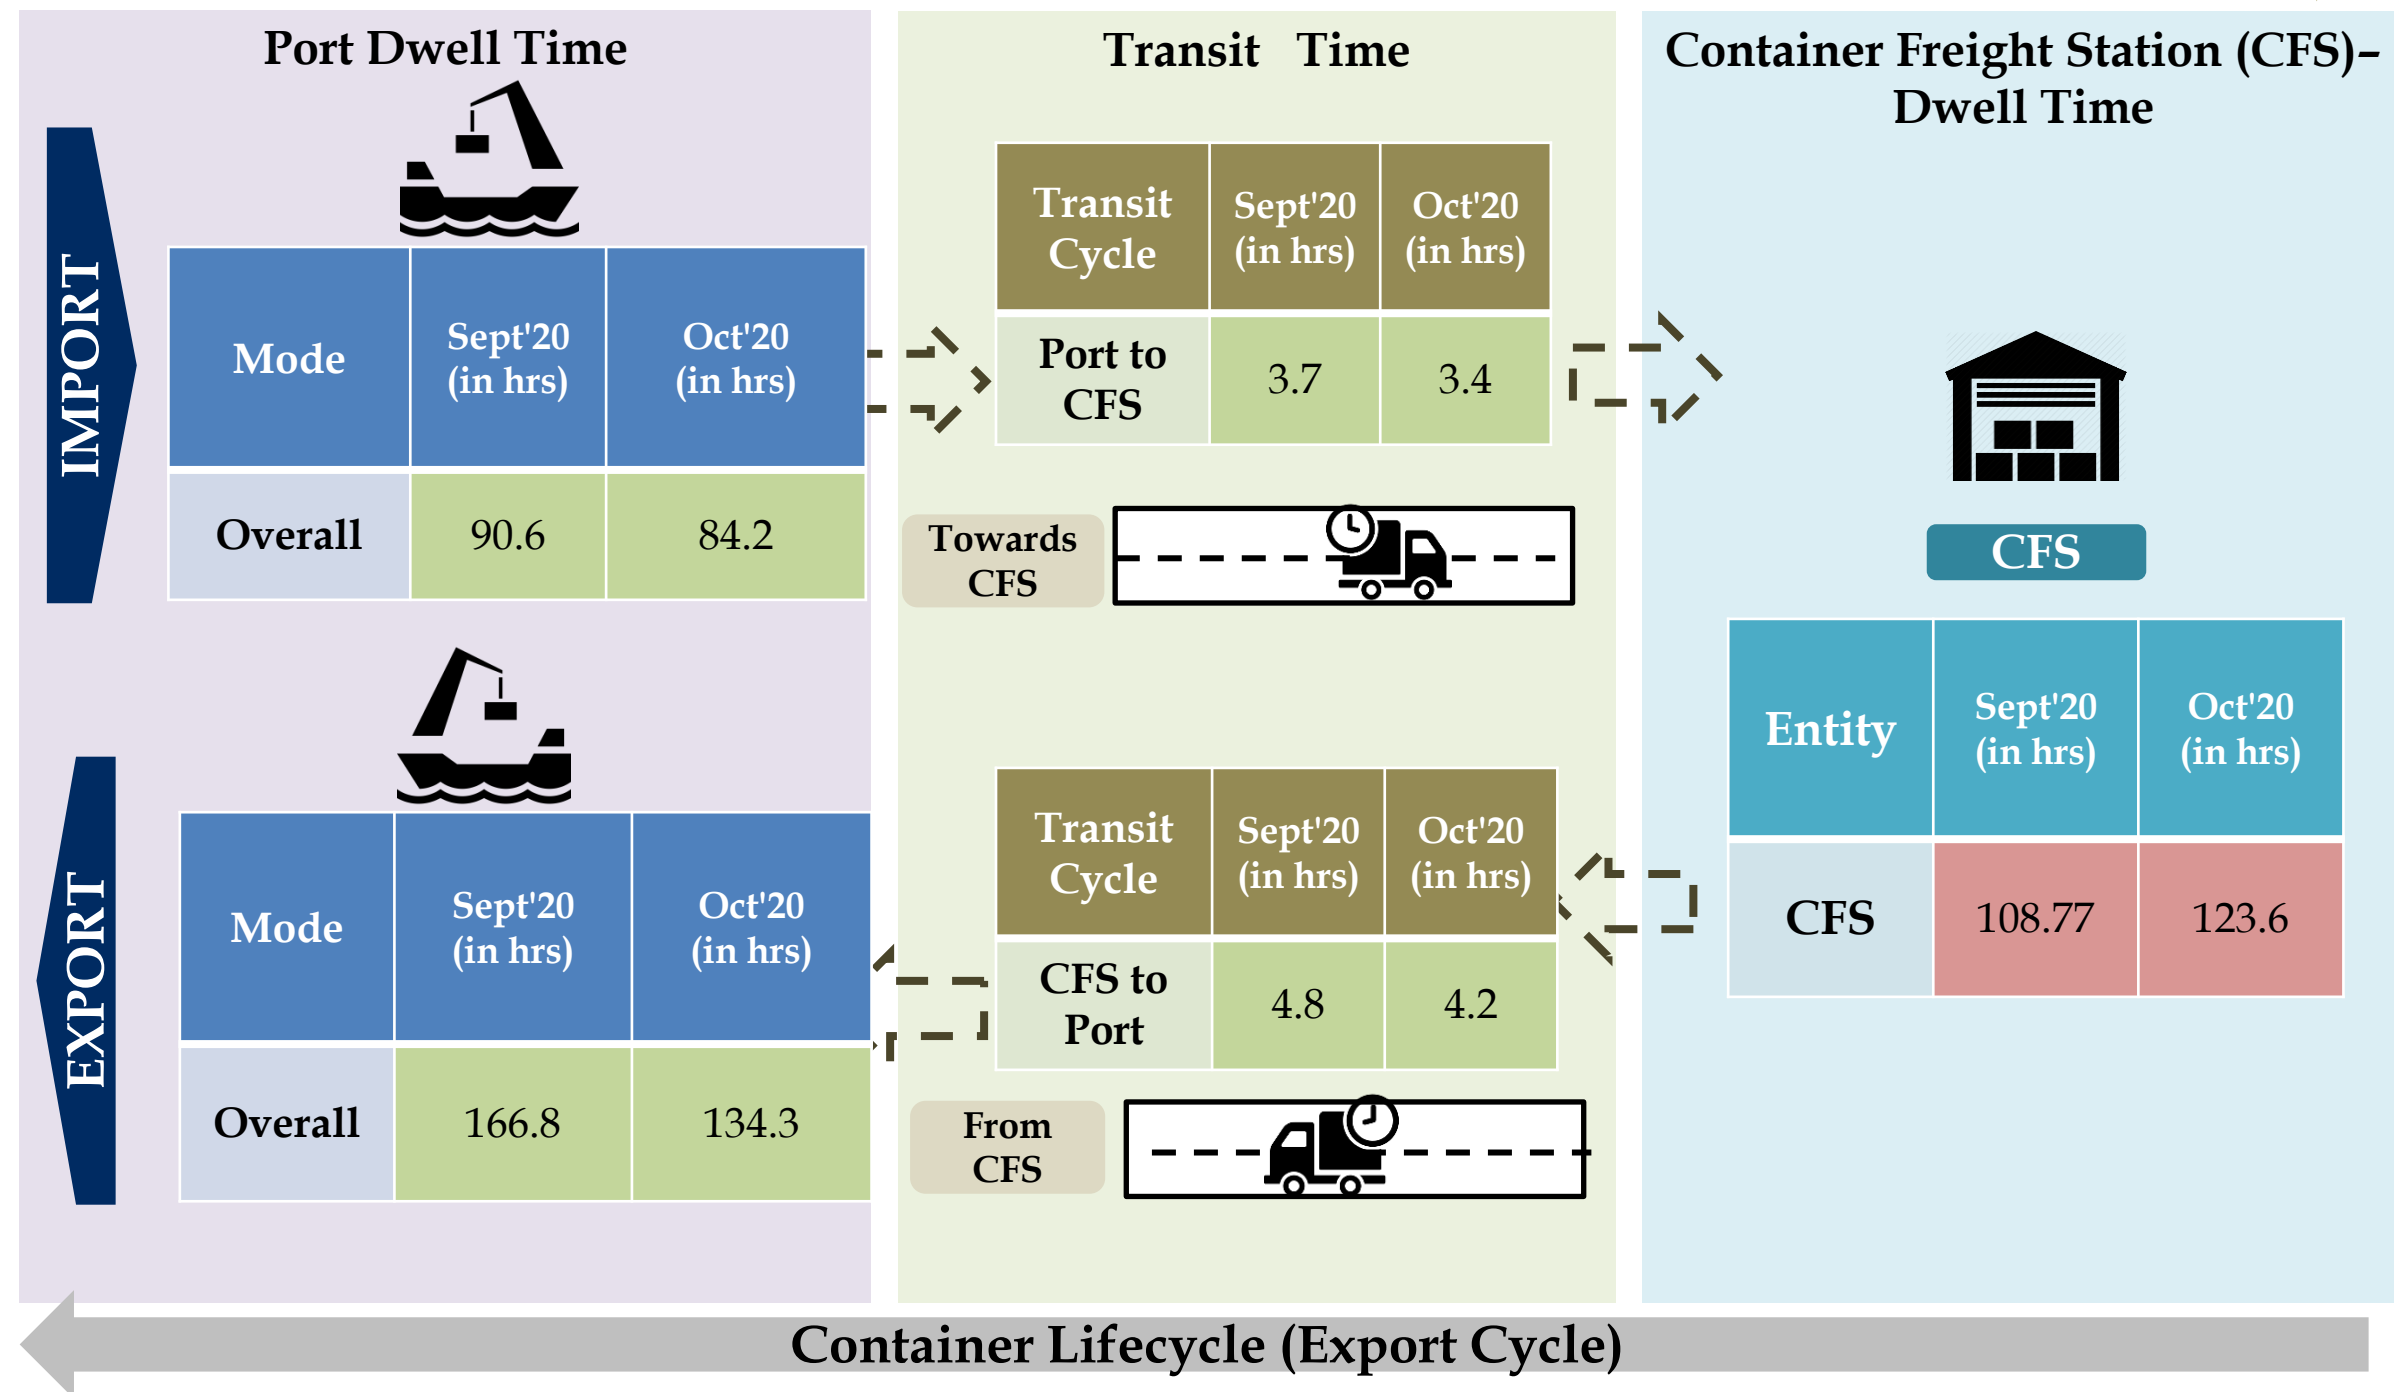 Port Dwell Time
IMPORT
Mode
Sept'20
(in hrs)
Oct'20
(in hrs)
Overall
90.6
84.2
EXPORT
Mode
Sept'20
(in hrs)
Oct'20
(in hrs)
Overall
166.8
134.3
Transit Time
Transit
Cycle
Sept'20
(in hrs)
Oct'20
(in hrs)
Port to
CFS
3.7
3.4
Towards
CFS
Transit
Cycle
Sept'20
(in hrs)
Oct'20
(in hrs)
CFS to
Port
4.8
4.2
From
CFS
Container Freight Station (CFS)–
Dwell Time
CFS
Entity
Sept'20
(in hrs)
Oct'20
(in hrs)
CFS
108.77
123.6
Container Lifecycle (Export Cycle)